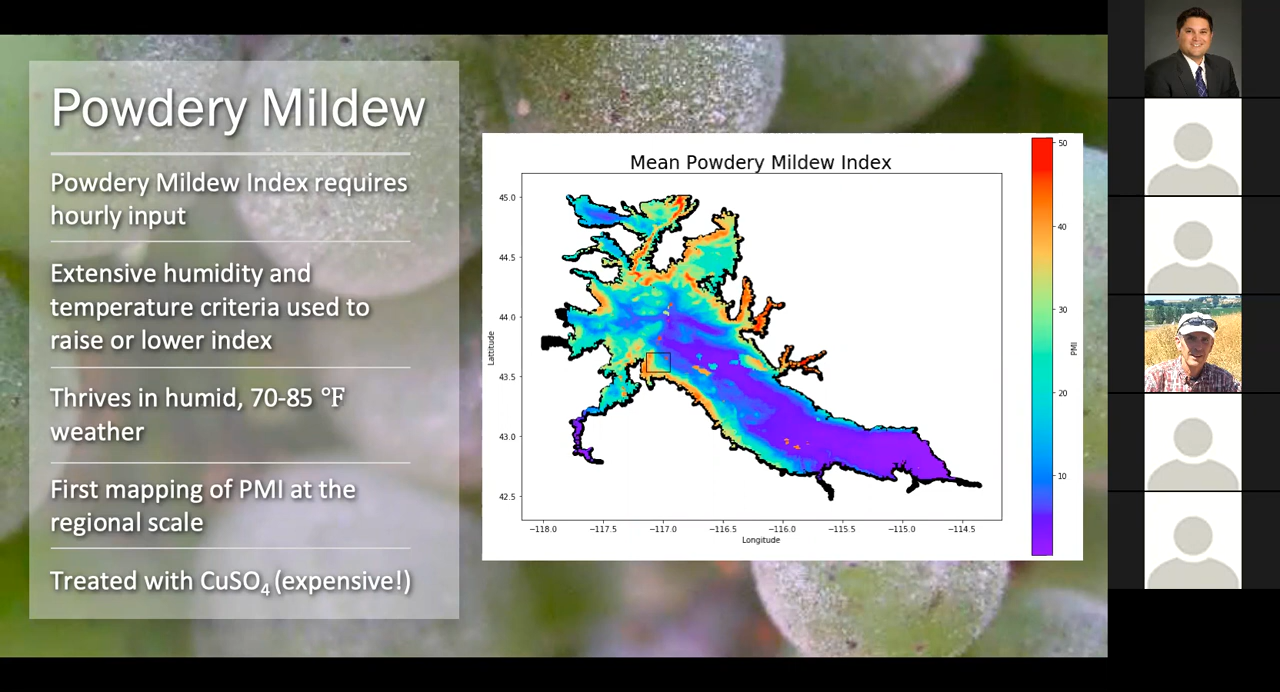 Powdery Mildew
Powdery Mildew Index requires
hourly input
Extensive humidity and
temperature criteria used to
raise or lower index
Thrives in humid, 70-85 °F
weather
First mapping of PMI at the
regional scale
Treated with CuSO₄ (expensive!)
Mean Powdery Mildew Index
45.0
44.5
44.0
43.5
43.0
42.5
Lattitude
−118.0 −117.5 −117.0 −116.5 −116.0 −115.5 −115.0 −114.5
Longitude
50
40
30
20
10
PMI